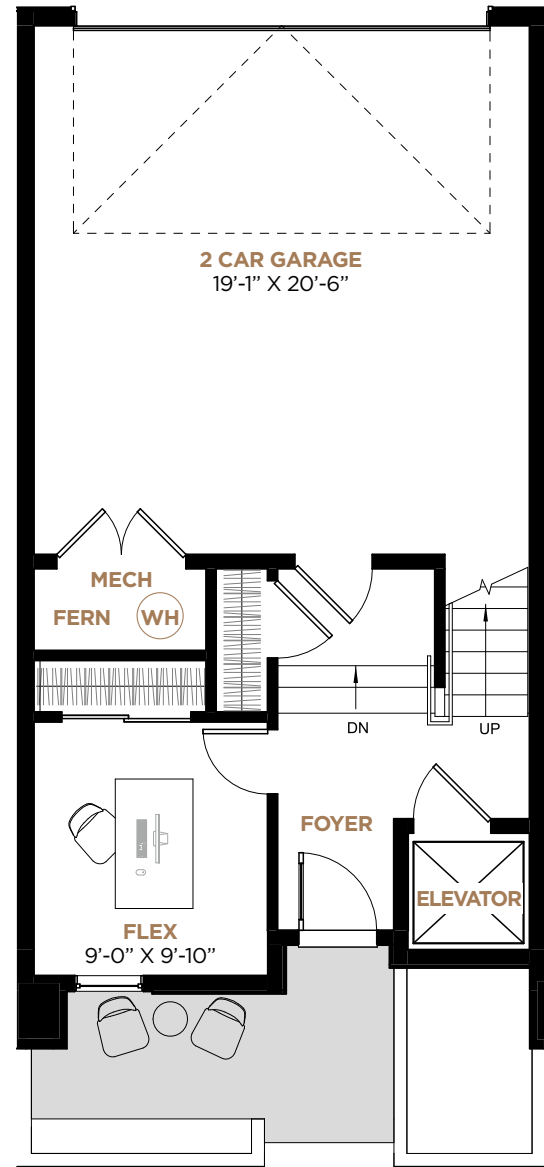 2 CAR GARAGE
19'-1” X 20'-6”
MECH
FERN
WH
DN
UP
FOYER
ELEVATOR
FLEX
9'-0” X 9'-10”